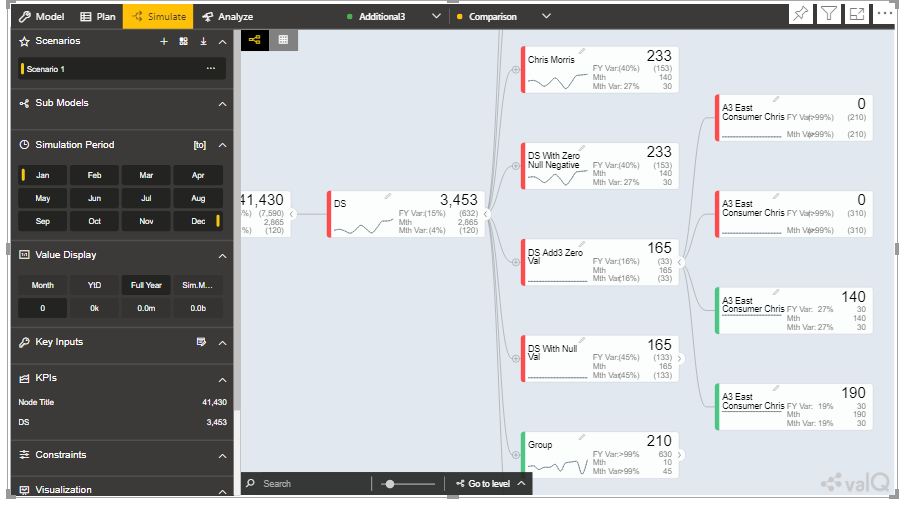 Model Plan Simulate Analyze Additional3 Comparison
Scenarios
Scenario 1
Sub Models
Simulation Period [to]
Jan Feb Mar Apr
May Jun Jul Aug
Sep Oct Nov Dec
Value Display
Month YtD Full Year Sim.M...
0 0k 0.0m 0.0b
Key Inputs
KPIs
Node Title 41,430
DS 3,453
Constraints
Visualization
41,430
(7,590)
2,865
(120)
DS 3,453
FY Var:(15%) (632)
Mth 2,865
Mth Var: (4%) (120)
Chris Morris 233
FY Var:(40%) (153)
Mth 140
Mth Var: 27% 30
DS With Zero Null Negative 233
FY Var:(40%) (153)
Mth 140
Mth Var: 27% 30
DS Add3 Zero Val 165
FY Var:(16%) (33)
Mth 165
Mth Var(16%) (33)
DS With Null Val 165
FY Var:(45%) (133)
Mth 165
Mth Var(45%) (133)
Group 210
FY Var:>99% 630
Mth 10
Mth Var>99% 45
A3 East 0
Consumer Chris FY Var(>99%) (210)
Mth Var(>99%) (210)
A3 East 0
Consumer Chris FY Var(>99%) (310)
Mth Var(>99%) (310)
A3 East 140
Consumer Chris FY Var: 27% 30
Mth 140
Mth Var: 27% 30
A3 East 190
Consumer Chris FY Var: 19% 30
Mth 190
Mth Var: 19% 30
Search Go to level
valQ